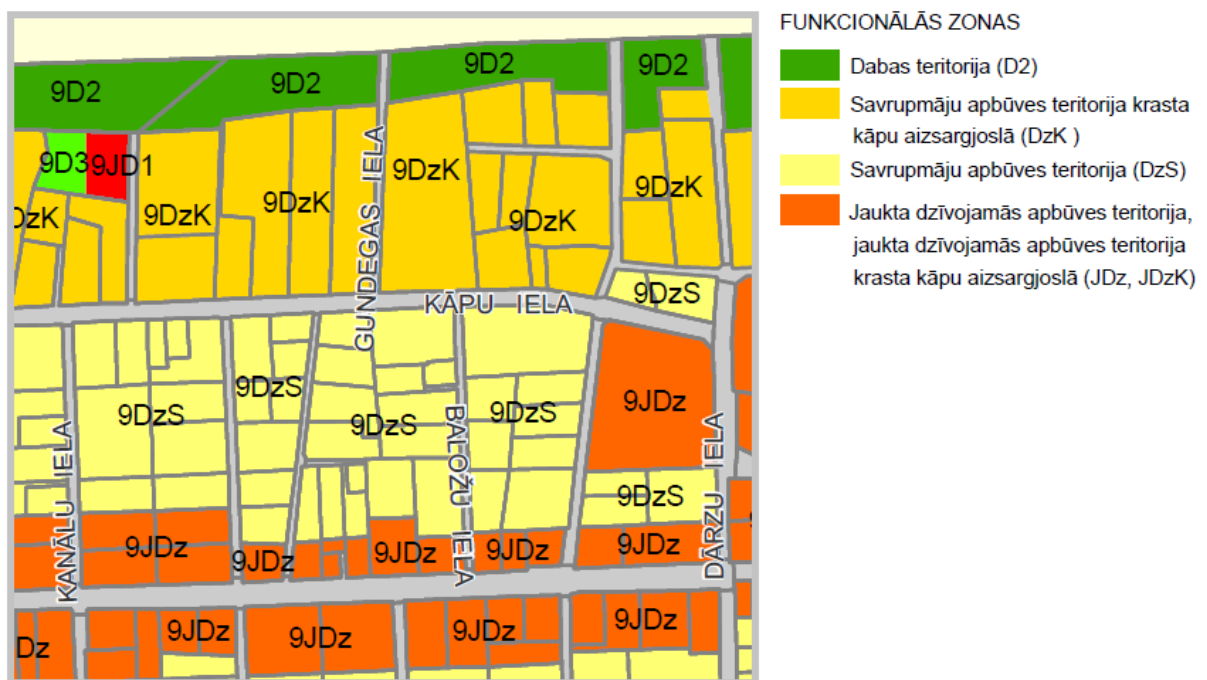 FUNKCIONĀLĀS ZONAS
Dabas teritorija (D2)
Savrupmāju apbūves teritorija krasta
kāpu aizsargjoslā (DzK )
Savrupmāju apbūves teritorija (DzS)
Jaukta dzīvojamās apbūves teritorija,
jaukta dzīvojamās apbūves teritorija
krasta kāpu aizsargjoslā (JDz, JDzK)
9D2
9D2
9D2
9D2
9D3
9JD1
DzK
9DzK
9DzK
9DzK
9DzK
9DzK
GUNDEGAS IELA
KĀPU IELA
9DzS
9DzS
9DzS
9DzS
9DzS
9JDz
9DzS
KANĀLU IELA
BALOŽU IELA
DĀRZU IELA
9JDz
9JDz
9JDz
9JDz
9JDz
Dz
9JDz
9JDz
9JDz
9JDz